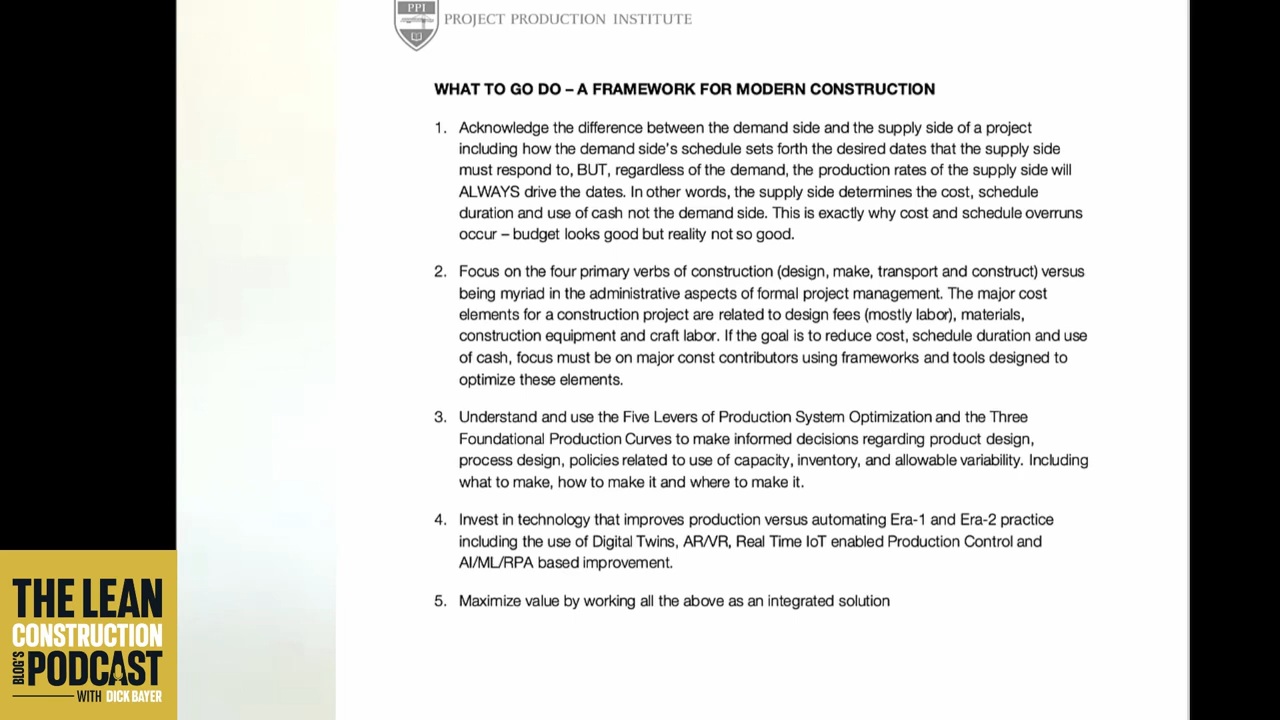 PPI
PROJECT PRODUCTION INSTITUTE
WHAT TO GO DO – A FRAMEWORK FOR MODERN CONSTRUCTION
1. Acknowledge the difference between the demand side and the supply side of a project
including how the demand side's schedule sets forth the desired dates that the supply side
must respond to, BUT, regardless of the demand, the production rates of the supply side will
ALWAYS drive the dates. In other words, the supply side determines the cost, schedule
duration and use of cash not the demand side. This is exactly why cost and schedule overruns
occur – budget looks good but reality not so good.
2. Focus on the four primary verbs of construction (design, make, transport and construct) versus
being myriad in the administrative aspects of formal project management. The major cost
elements for a construction project are related to design fees (mostly labor), materials,
construction equipment and craft labor. If the goal is to reduce cost, schedule duration and use
of cash, focus must be on major const contributors using frameworks and tools designed to
optimize these elements.
3. Understand and use the Five Levers of Production System Optimization and the Three
Foundational Production Curves to make informed decisions regarding product design,
process design, policies related to use of capacity, inventory, and allowable variability. Including
what to make, how to make it and where to make it.
4. Invest in technology that improves production versus automating Era-1 and Era-2 practice
including the use of Digital Twins, AR/VR, Real Time IoT enabled Production Control and
AI/ML/RPA based improvement.
5. Maximize value by working all the above as an integrated solution
THE LEAN
CONSTRUCTION
BLOG'S
PODCAST
WITH DICK BAYER